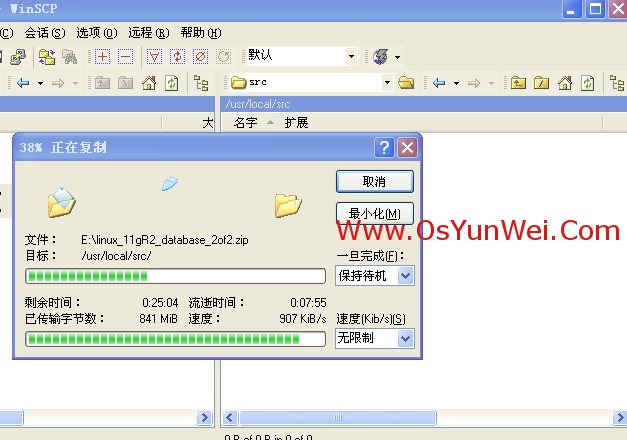 WinSCP
会话(S) 选项(O) 远程(R) 帮助(H)
默认
src
/usr/local/src
大
名字 扩展
38% 正在复制
取消
最小化(M)
www.OsYunWei.Com
文件： E:\linux_11gR2_database_2of2.zip
目标： /usr/local/src/
一旦完成(F)：
保持待机
剩余时间： 0:25:04 流逝时间： 0:07:55
已传输字节数： 841 MiB 速度： 907 KiB/s
速度(Kib/s)(S)
无限制
0 B of 0 B in 0 of 0